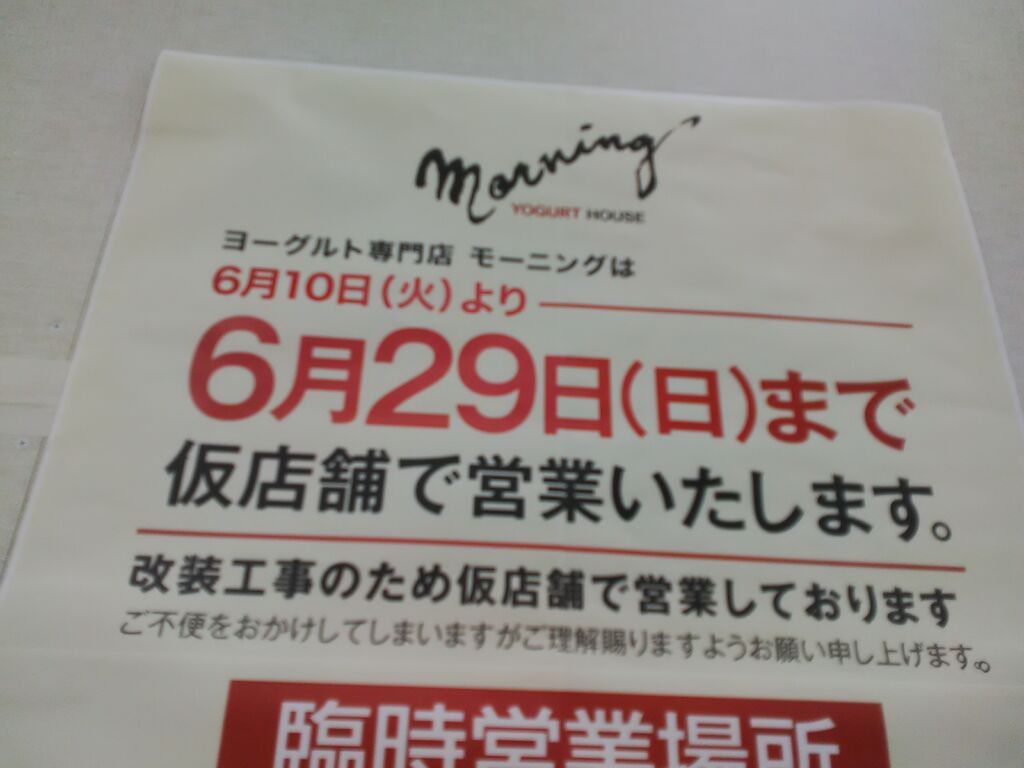 morning
YOGURT HOUSE
ヨーグルト専門店 モーニングは
6月10日(火)より
6月29日(日)まで
仮店舗で営業いたします。
改装工事のため仮店舗で営業しております
ご不便をおかけしてしまいますがご理解賜りますようお願い申し上げます。
臨時営業場所